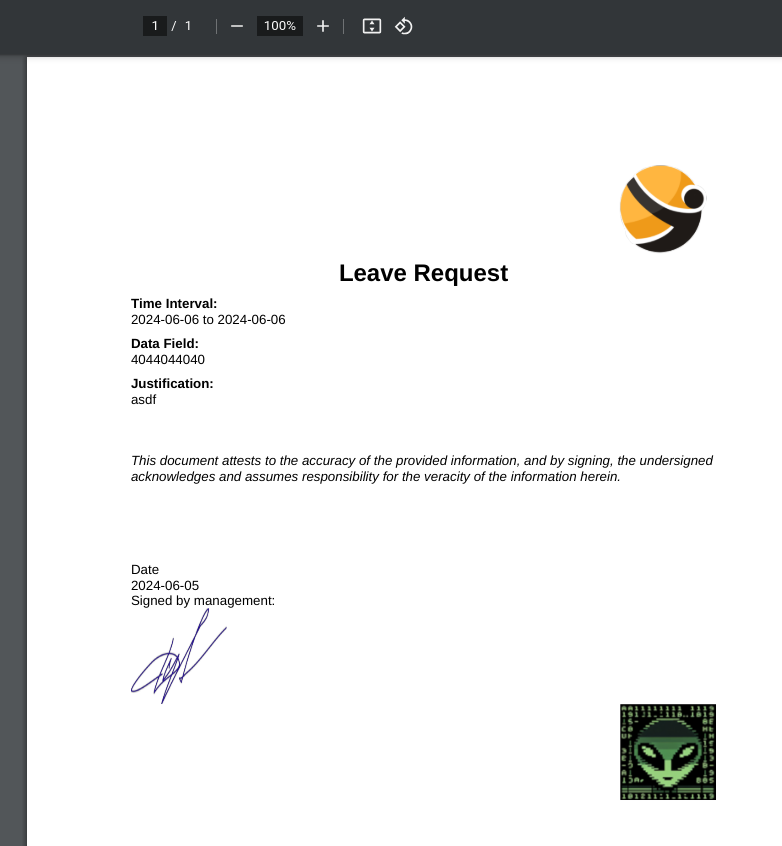 1 / 1
100%
Leave Request
Time Interval:
2024-06-06 to 2024-06-06
Data Field:
4044044040
Justification:
asdf
This document attests to the accuracy of the provided information, and by signing, the undersigned
acknowledges and assumes responsibility for the veracity of the information herein.
Date
2024-06-05
Signed by management: